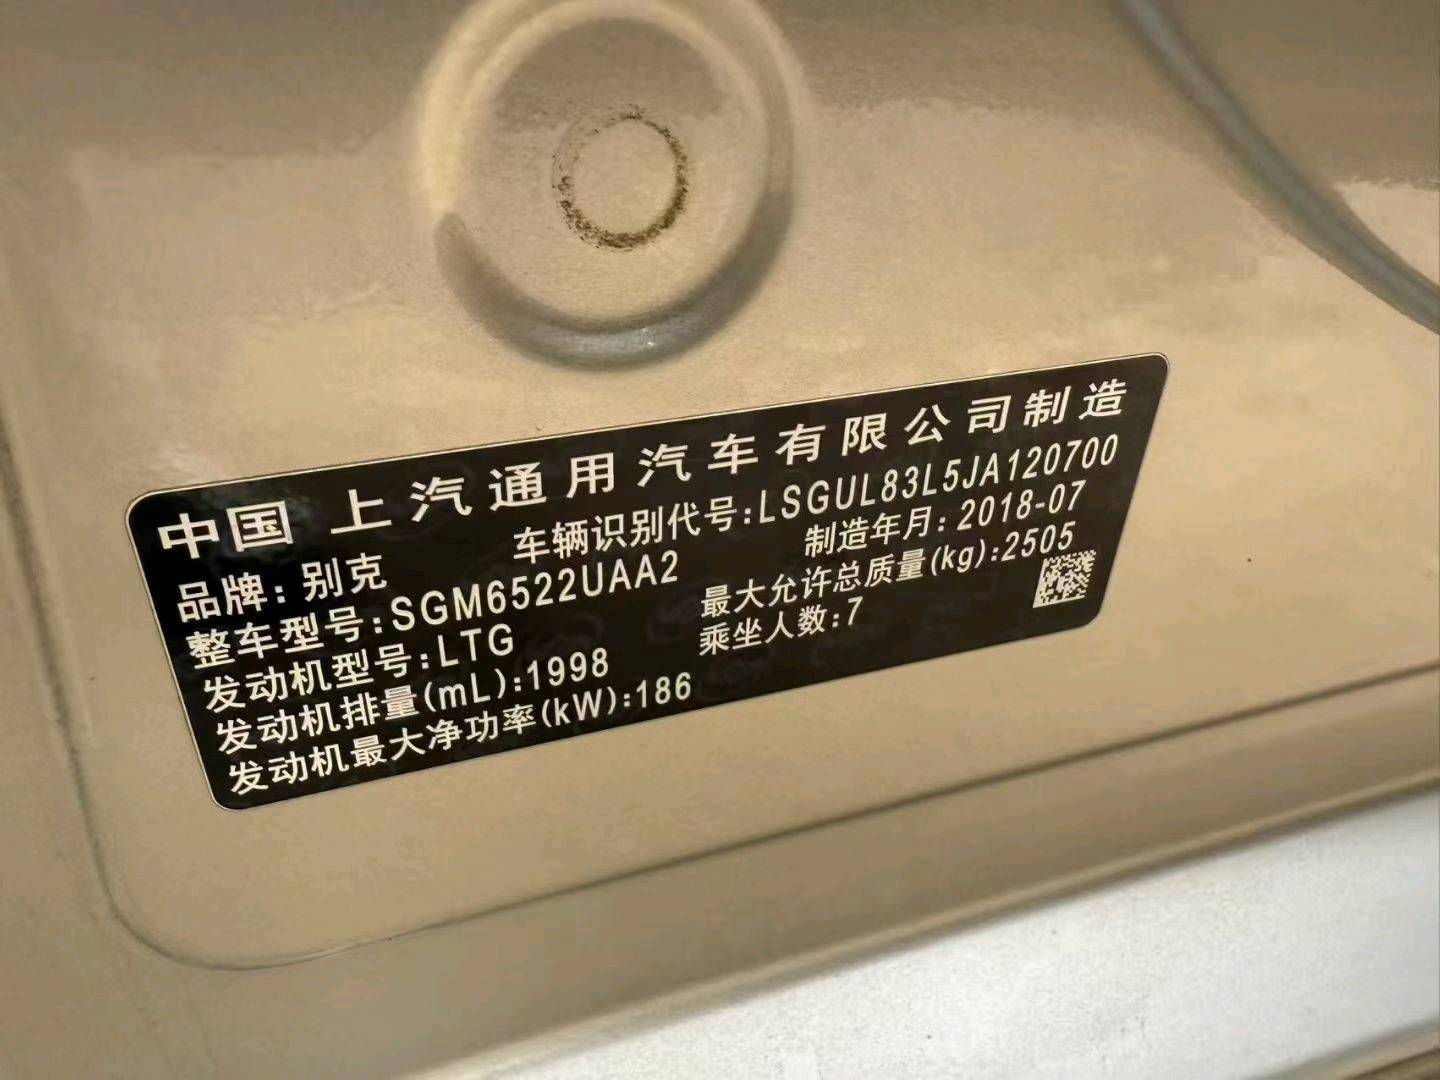 中国 上汽通用汽车有限公司制造
品牌: 别克 车辆识别代号:LSGUL83L5JA120700
整车型号:SGM6522UAA2 制造年月: 2018-07
发动机型号:LTG 最大允许总质量(kg):2505
发动机排量(mL):1998 乘坐人数:7
发动机最大净功率(kW):186